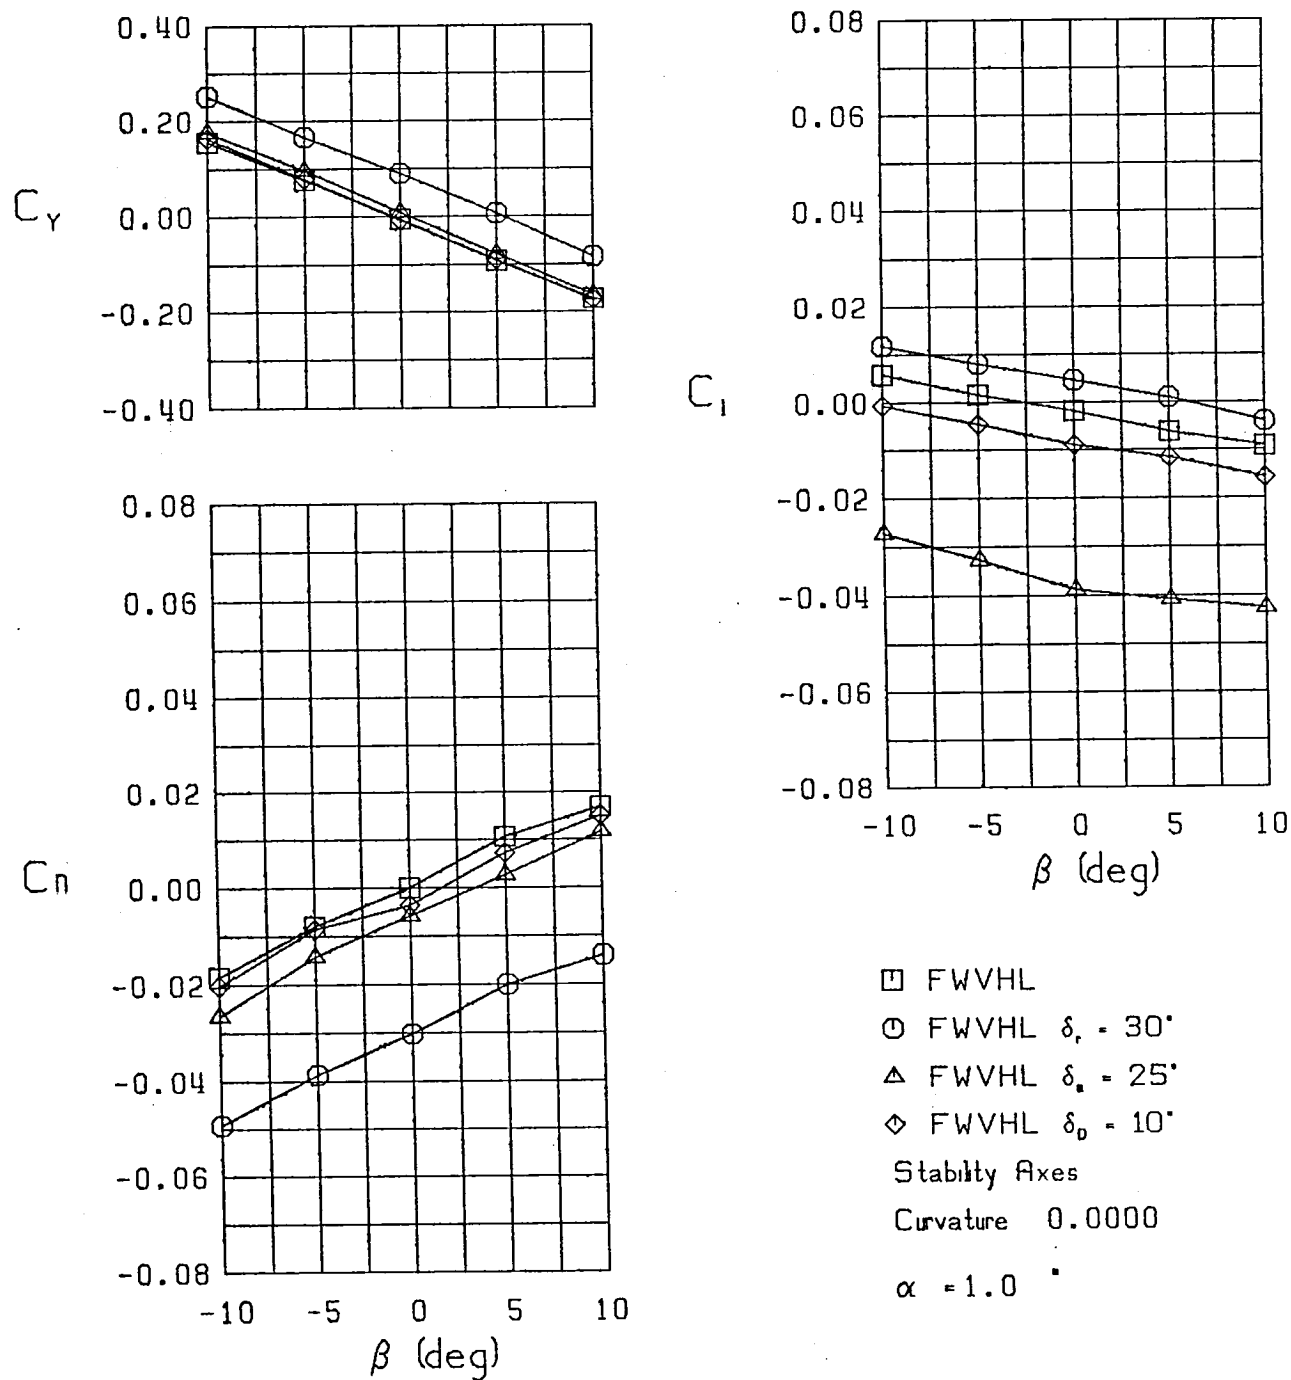 0.40
0.20
0.00
-0.20
-0.40
C_Y
0.08
0.06
0.04
0.02
0.00
-0.02
-0.04
-0.06
-0.08
Cn
-10 -5 0 5 10
β (deg)
0.08
0.06
0.04
0.02
0.00
-0.02
-0.04
-0.06
-0.08
C_l
-10 -5 0 5 10
β (deg)
FWVHL
FWVHL δ_r = 30°
FWVHL δ = 25°
FWVHL δ_D = 10°
Stability Axes
Curvature 0.0000
α = 1.0 °